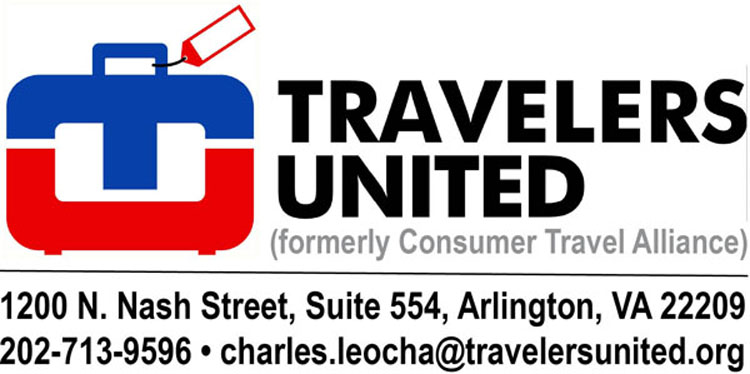 TRAVELERS
UNITED
(formerly Consumer Travel Alliance)
1200 N. Nash Street, Suite 554, Arlington, VA 22209
202-713-9596 • charles.leocha@travelersunited.org